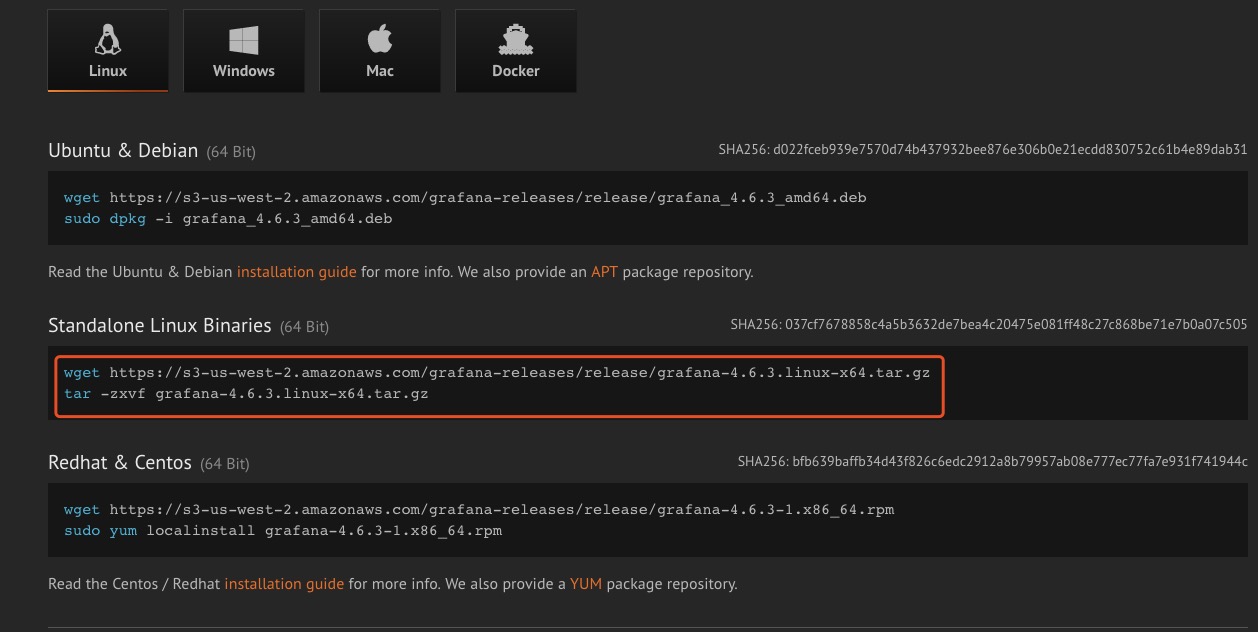 Linux
Windows
Mac
Docker
Ubuntu & Debian (64 Bit)
SHA256: d022fceb939e7570d74b437932bee876e306b0e21ecdd830752c61b4e89dab31
wget https://s3-us-west-2.amazonaws.com/grafana-releases/release/grafana_4.6.3_amd64.deb
sudo dpkg -i grafana_4.6.3_amd64.deb
Read the Ubuntu & Debian installation guide for more info. We also provide an APT package repository.
Standalone Linux Binaries (64 Bit)
SHA256: 037cf7678858c4a5b3632de7bea4c20475e081ff48c27c868be71e7b0a07c505
wget https://s3-us-west-2.amazonaws.com/grafana-releases/release/grafana-4.6.3.linux-x64.tar.gz
tar -zxvf grafana-4.6.3.linux-x64.tar.gz
Redhat & Centos (64 Bit)
SHA256: bfb639baffb34d43f826c6edc2912a8b79957ab08e777ec77fa7e931f741944c
wget https://s3-us-west-2.amazonaws.com/grafana-releases/release/grafana-4.6.3-1.x86_64.rpm
sudo yum localinstall grafana-4.6.3-1.x86_64.rpm
Read the Centos / Redhat installation guide for more info. We also provide a YUM package repository.